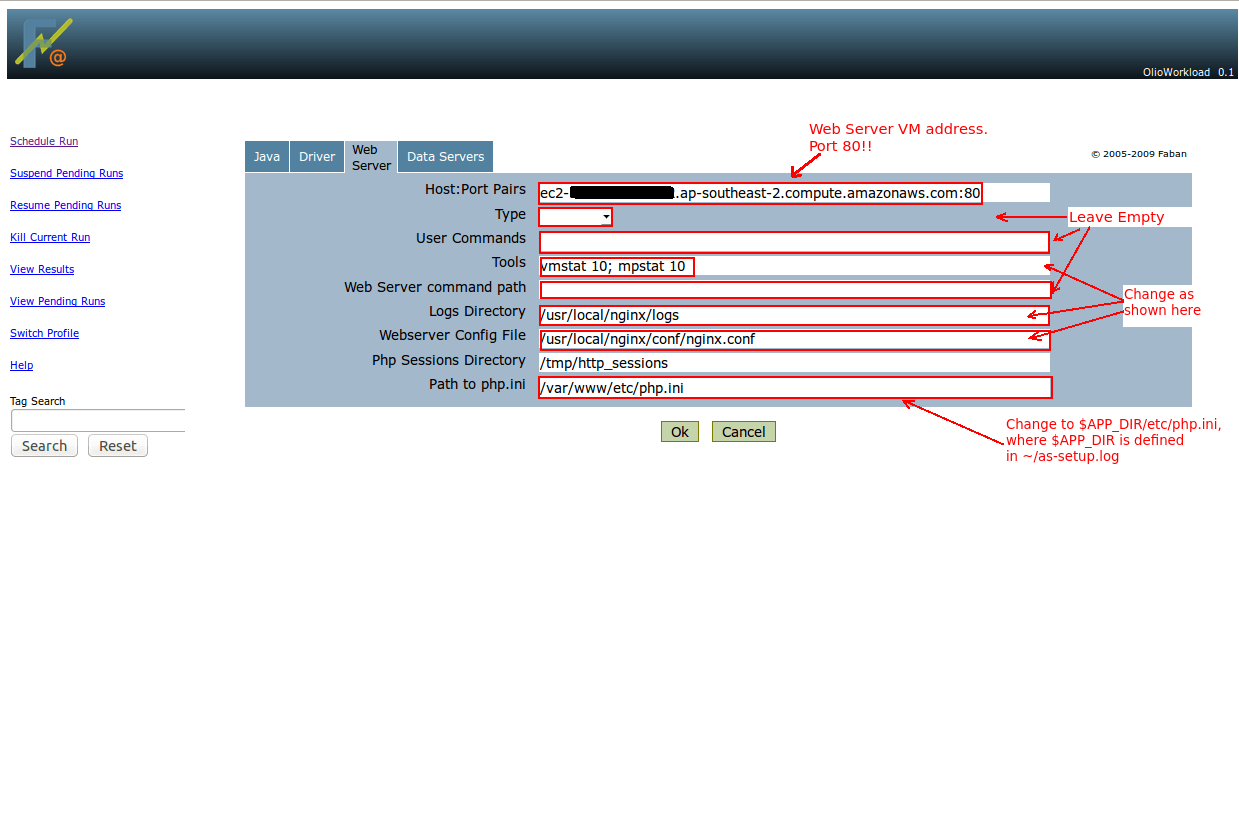 @
OlioWorkload 0.1
Schedule Run
Suspend Pending Runs
Resume Pending Runs
Kill Current Run
View Results
View Pending Runs
Switch Profile
Help
Tag Search
Search Reset
Web Server VM address.
Port 80!!
© 2005-2009 Faban
Java Driver Web Server Data Servers
Host:Port Pairs ec2- .ap-southeast-2.compute.amazonaws.com:80
Type
Leave Empty
User Commands
Tools vmstat 10; mpstat 10
Web Server command path
Change as
shown here
Logs Directory /usr/local/nginx/logs
Webserver Config File /usr/local/nginx/conf/nginx.conf
Php Sessions Directory /tmp/http_sessions
Path to php.ini /var/www/etc/php.ini
Ok Cancel
Change to $APP_DIR/etc/php.ini,
where $APP_DIR is defined
in ~/as-setup.log